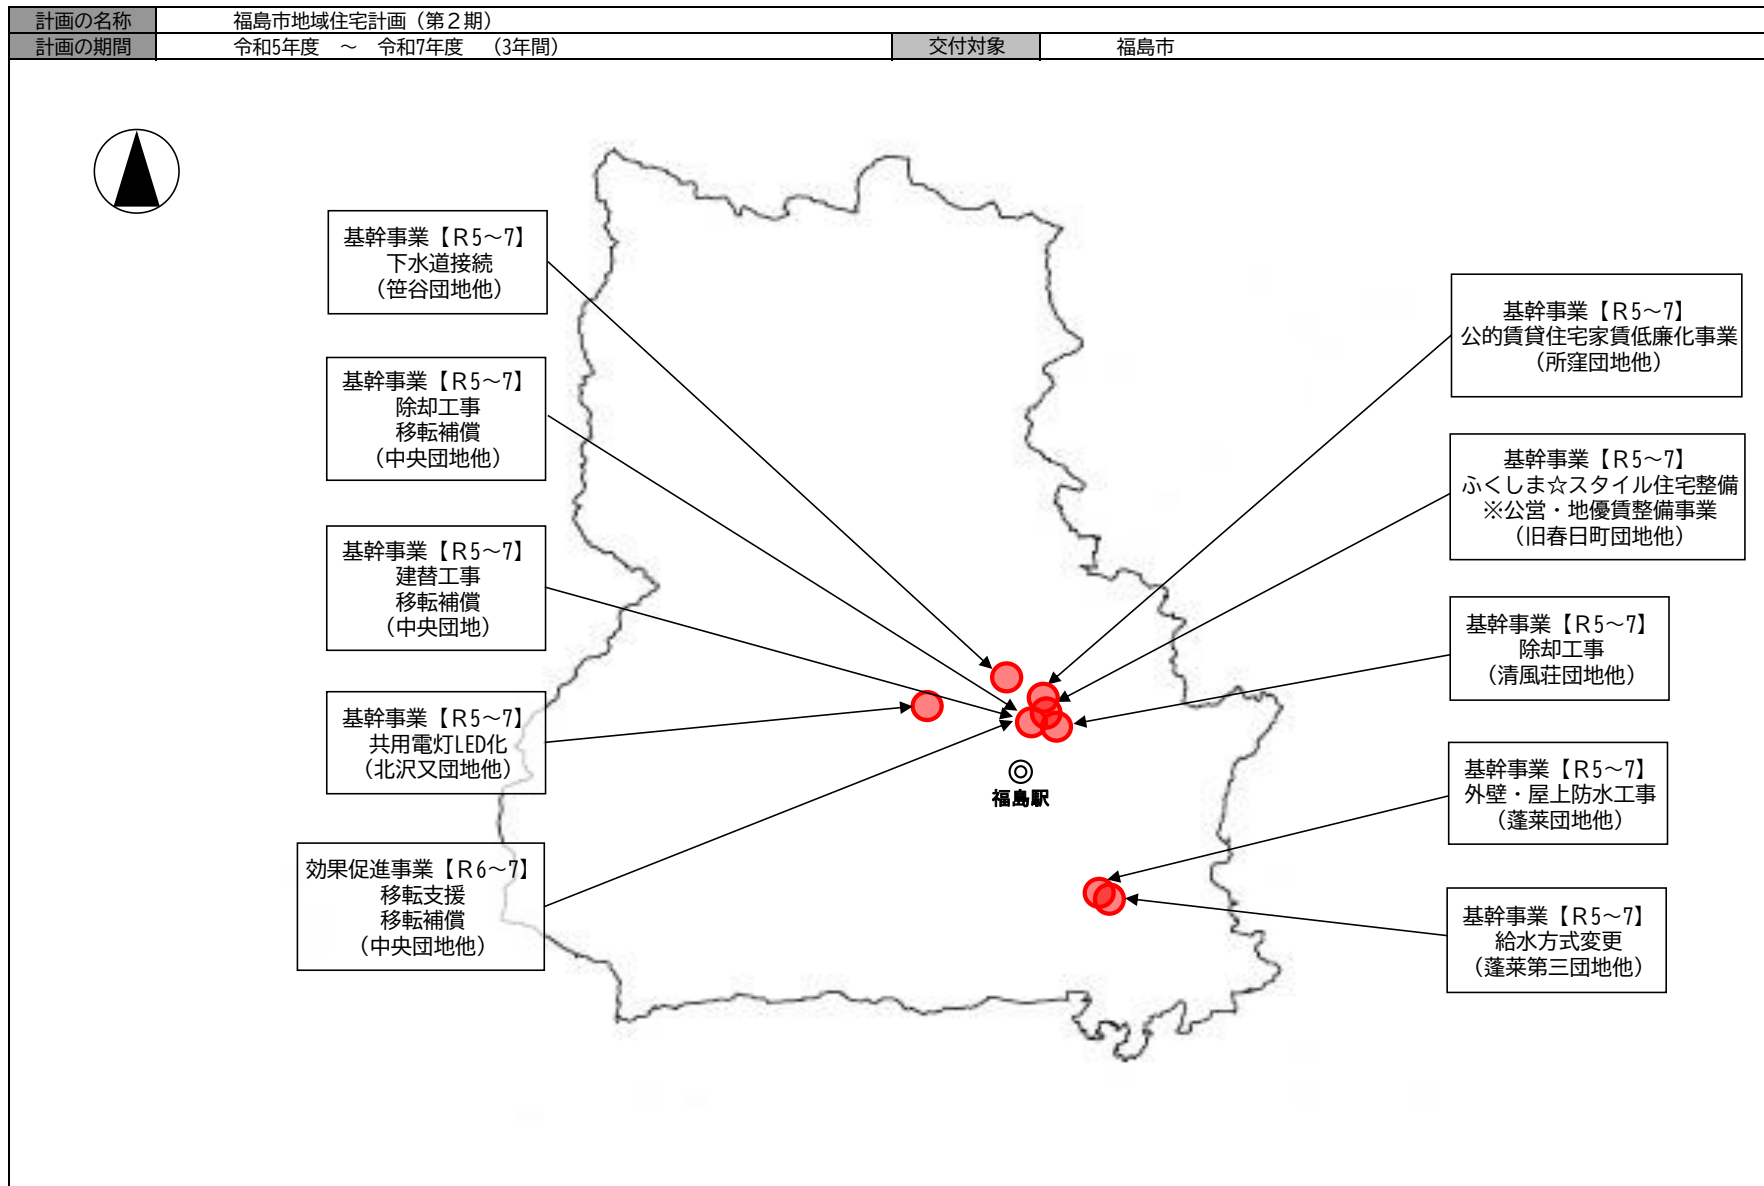 計画の名称 福島市地域住宅計画（第２期）
計画の期間 令和5年度 ～ 令和7年度 （3年間） 交付対象 福島市
基幹事業【Ｒ5～7】
下水道接続
（笹谷団地他）
基幹事業【Ｒ5～7】
除却工事
移転補償
（中央団地他）
基幹事業【Ｒ5～7】
建替工事
移転補償
（中央団地）
基幹事業【Ｒ5～7】
共用電灯LED化
（北沢又団地他）
効果促進事業【Ｒ6～7】
移転支援
移転補償
（中央団地他）
福島駅
基幹事業【Ｒ5～7】
公的賃貸住宅家賃低廉化事業
（所窪団地他）
基幹事業【Ｒ5～7】
ふくしま☆スタイル住宅整備
※公営・地優賃整備事業
（旧春日町団地他）
基幹事業【Ｒ5～7】
除却工事
（清風荘団地他）
基幹事業【Ｒ5～7】
外壁・屋上防水工事
（蓬莱団地他）
基幹事業【Ｒ5～7】
給水方式変更
（蓬莱第三団地他）